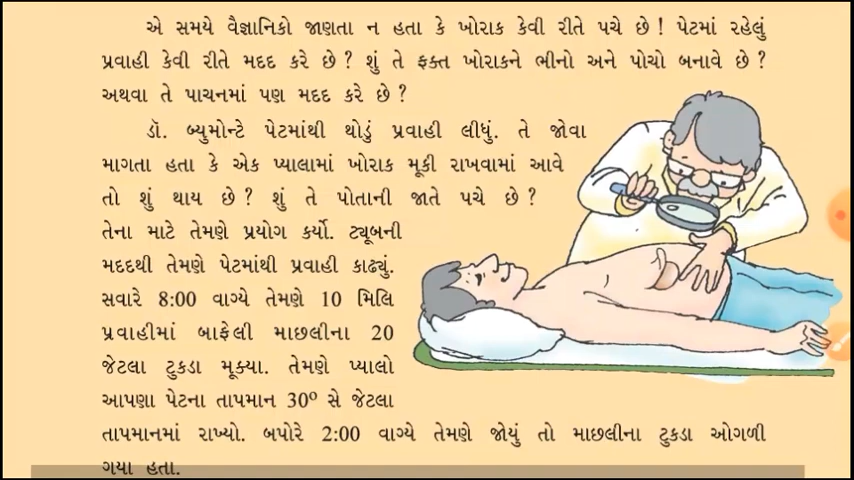 એ સમયે વૈજ્ઞાનિકો જાણતા ન હતા કે ખોરાક કેવી રીતે પચે છે ! પેટમાં રહેલું
પ્રવાહી કેવી રીતે મદદ કરે છે ? શું તે ફક્ત ખોરાકને ભીનો અને પોચો બનાવે છે ?
અથવા તે પાચનમાં પણ મદદ કરે છે ?
ડૉ. બ્યુમોન્ટે પેટમાંથી થોડું પ્રવાહી લીધું. તે જોવા
માગતા હતા કે એક પ્યાલામાં ખોરાક મૂકી રાખવામાં આવે
તો શું થાય છે ? શું તે પોતાની જાતે પચે છે ?
તેના માટે તેમણે પ્રયોગ કર્યો. ટ્યૂબની
મદદથી તેમણે પેટમાંથી પ્રવાહી કાઢ્યું.
સવારે 8:00 વાગ્યે તેમણે 10 મિલિ
પ્રવાહીમાં બાફેલી માછલીના 20
જેટલા ટુકડા મૂક્યા. તેમણે પ્યાલો
આપણા પેટના તાપમાન 30º સે જેટલા
તાપમાનમાં રાખ્યો. બપોરે 2:00 વાગ્યે તેમણે જોયું તો માછલીના ટુકડા ઓગળી
ગયા હતા.